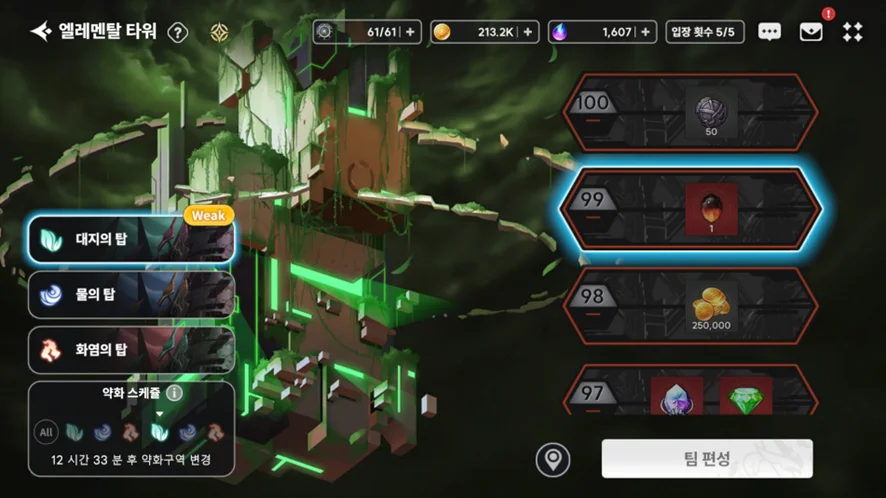 엘레멘탈 타워
?
61/61 +
213.2K +
1,607 +
입장 횟수 5/5
!
100
50
99
1
98
250,000
97
Weak
대지의 탑
물의 탑
화염의 탑
약화 스케쥴 i
All
12 시간 33 분 후 약화구역 변경
팀 편성